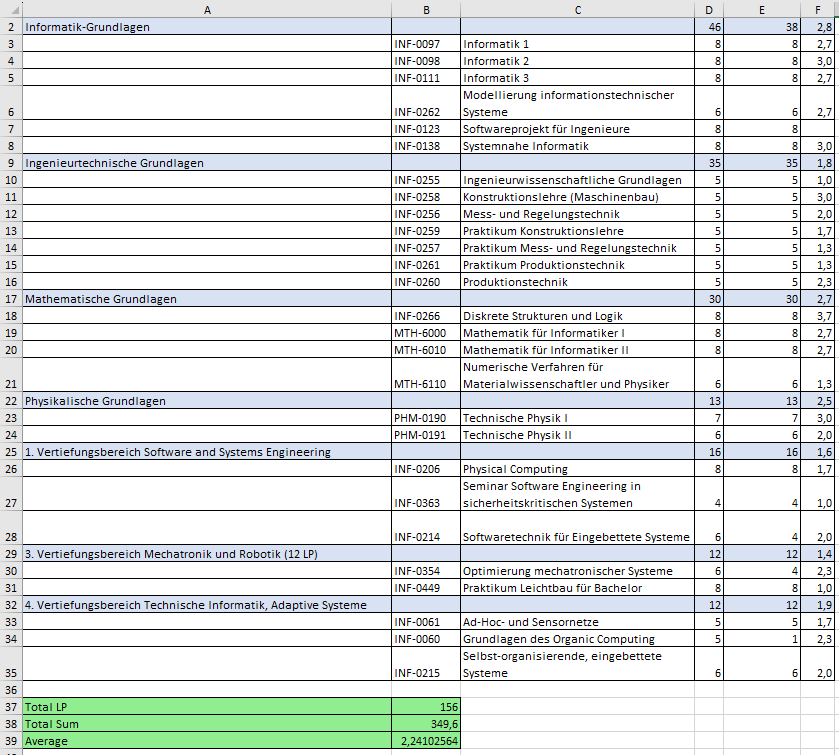 A B C D E F
2 Informatik-Grundlagen 46 38 2,8
3 INF-0097 Informatik 1 8 8 2,7
4 INF-0098 Informatik 2 8 8 3,0
5 INF-0111 Informatik 3 8 8 2,7
Modellierung informationstechnischer
6 INF-0262 Systeme 6 6 2,7
7 INF-0123 Softwareprojekt für Ingenieure 8 8
8 INF-0138 Systemnahe Informatik 8 8 3,0
9 Ingenieurtechnische Grundlagen 35 35 1,8
10 INF-0255 Ingenieurwissenschaftliche Grundlagen 5 5 1,0
11 INF-0258 Konstruktionslehre (Maschinenbau) 5 5 3,0
12 INF-0256 Mess- und Regelungstechnik 5 5 2,0
13 INF-0259 Praktikum Konstruktionslehre 5 5 1,7
14 INF-0257 Praktikum Mess- und Regelungstechnik 5 5 1,3
15 INF-0261 Praktikum Produktionstechnik 5 5 1,3
16 INF-0260 Produktionstechnik 5 5 2,3
17 Mathematische Grundlagen 30 30 2,7
18 INF-0266 Diskrete Strukturen und Logik 8 8 3,7
19 MTH-6000 Mathematik für Informatiker I 8 8 2,7
20 MTH-6010 Mathematik für Informatiker II 8 8 2,7
Numerische Verfahren für
21 MTH-6110 Materialwissenschaftler und Physiker 6 6 1,3
22 Physikalische Grundlagen 13 13 2,5
23 PHM-0190 Technische Physik I 7 7 3,0
24 PHM-0191 Technische Physik II 6 6 2,0
25 1. Vertiefungsbereich Software and Systems Engineering 16 16 1,6
26 INF-0206 Physical Computing 8 8 1,7
Seminar Software Engineering in
27 INF-0363 sicherheitskritischen Systemen 4 4 1,0
28 INF-0214 Softwaretechnik für Eingebettete Systeme 6 4 2,0
29 3. Vertiefungsbereich Mechatronik und Robotik (12 LP) 12 12 1,4
30 INF-0354 Optimierung mechatronischer Systeme 6 4 2,3
31 INF-0449 Praktikum Leichtbau für Bachelor 8 8 1,0
32 4. Vertiefungsbereich Technische Informatik, Adaptive Systeme 12 12 1,9
33 INF-0061 Ad-Hoc- und Sensornetze 5 5 1,7
34 INF-0060 Grundlagen des Organic Computing 5 1 2,3
Selbst-organisierende, eingebettete
35 INF-0215 Systeme 6 6 2,0
36
37 Total LP 156
38 Total Sum 349,6
39 Average 2,24102564